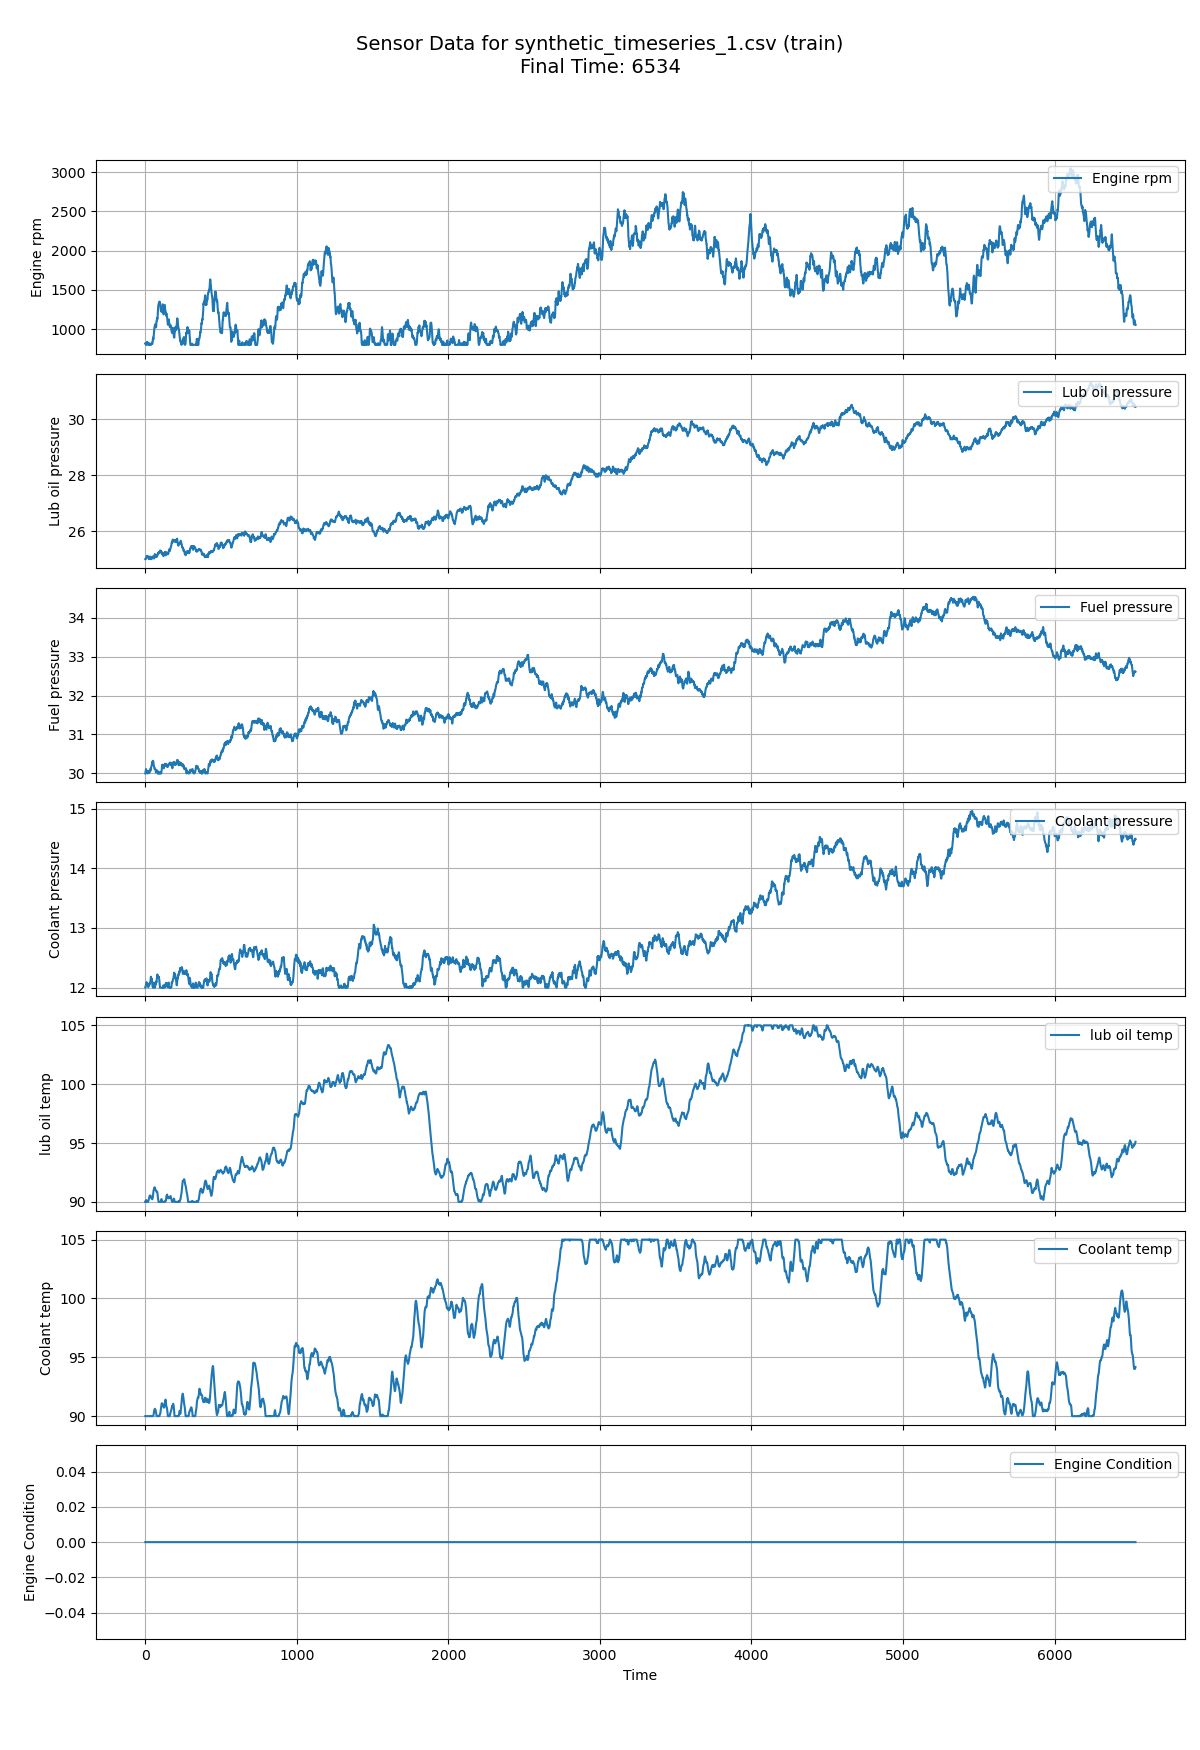 Sensor Data for synthetic_timeseries_1.csv (train)
Final Time: 6534
3000
2500
2000
1500
1000
Engine rpm
Engine rpm
30
28
26
Lub oil pressure
Lub oil pressure
34
33
32
31
30
Fuel pressure
Fuel pressure
15
14
13
12
Coolant pressure
Coolant pressure
105
100
95
90
lub oil temp
lub oil temp
105
100
95
90
Coolant temp
Coolant temp
0.04
0.02
0.00
−0.02
−0.04
Engine Condition
Engine Condition
0 1000 2000 3000 4000 5000 6000
Time